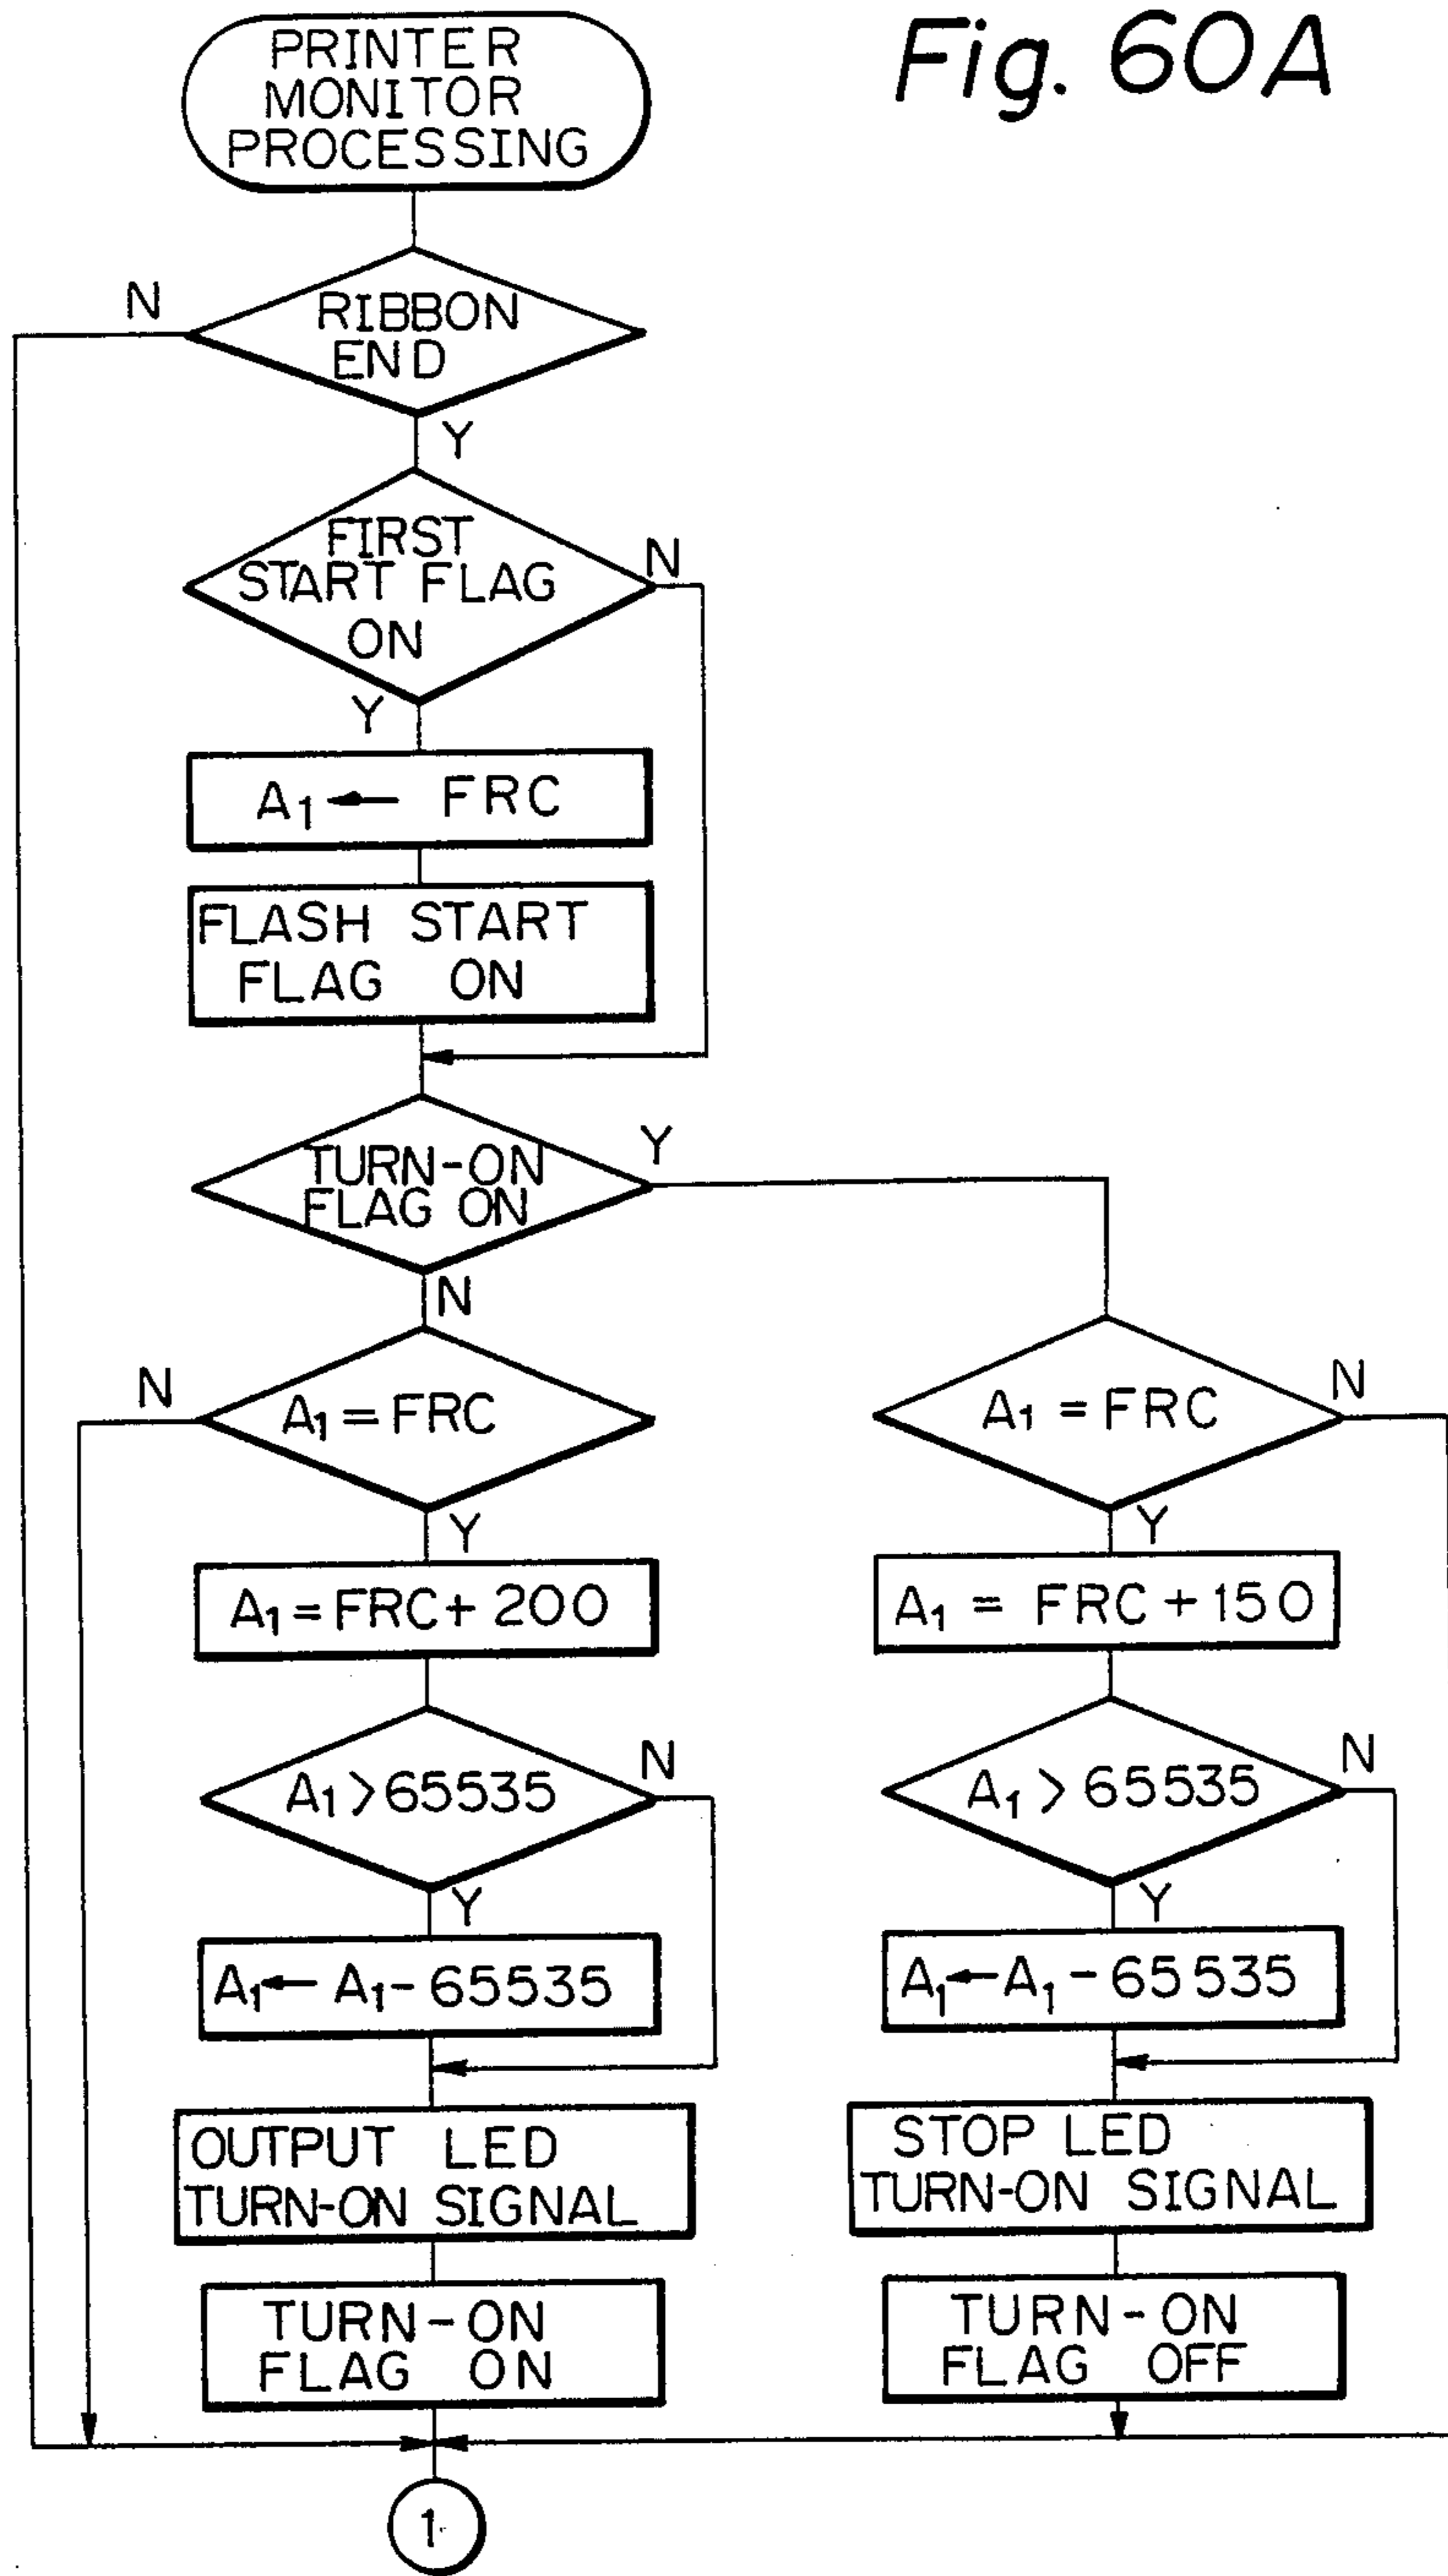 Fig. 60A
PRINTER
MONITOR
PROCESSING
N
RIBBON
END
Y
FIRST
START FLAG
ON
N
Y
A1 ← FRC
FLASH START
FLAG ON
TURN-ON
FLAG ON
Y
N
N
A1 = FRC
Y
A1 = FRC + 200
A1 > 65535
N
Y
A1 ← A1 - 65535
OUTPUT LED
TURN-ON SIGNAL
TURN-ON
FLAG ON
A1 = FRC
N
Y
A1 = FRC + 150
A1 > 65535
N
Y
A1 ← A1 - 65535
STOP LED
TURN-ON SIGNAL
TURN-ON
FLAG OFF
1